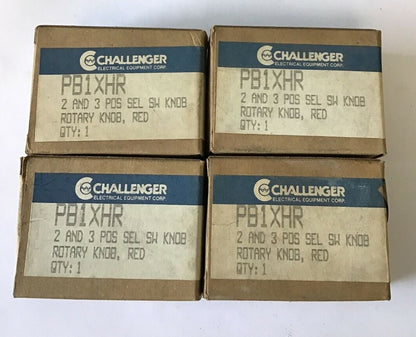 CHALLENGER
ELECTRICAL EQUIPMENT CORP.
PB1XHR
2 AND 3 POS SEL SW KNOB
ROTARY KNOB, RED
QTY: 1
CHALLENGER
ELECTRICAL EQUIPMENT CORP.
PB1XHR
2 AND 3 POS SEL SW KNOB
ROTARY KNOB, RED
QTY: 1
CHALLENGER
ELECTRICAL EQUIPMENT CORP.
PB1XHR
2 AND 3 POS SEL SW KNOB
ROTARY KNOB, RED
QTY: 1
CHALLENGER
ELECTRICAL EQUIPMENT CORP.
PB1XHR
2 AND 3 POS SEL SW KNOB
ROTARY KNOB, RED
QTY: 1